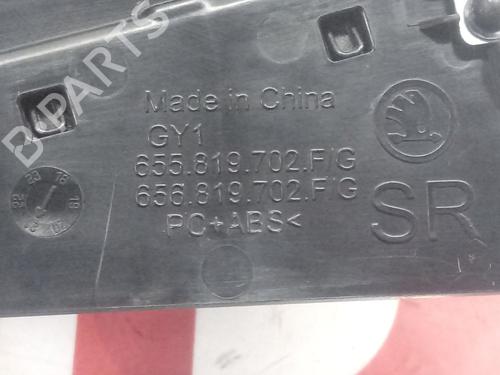 B-PARTS
Made in China
GY1
655.819.702.F/G
656.819.702.F/G
PC+ABS<
SR